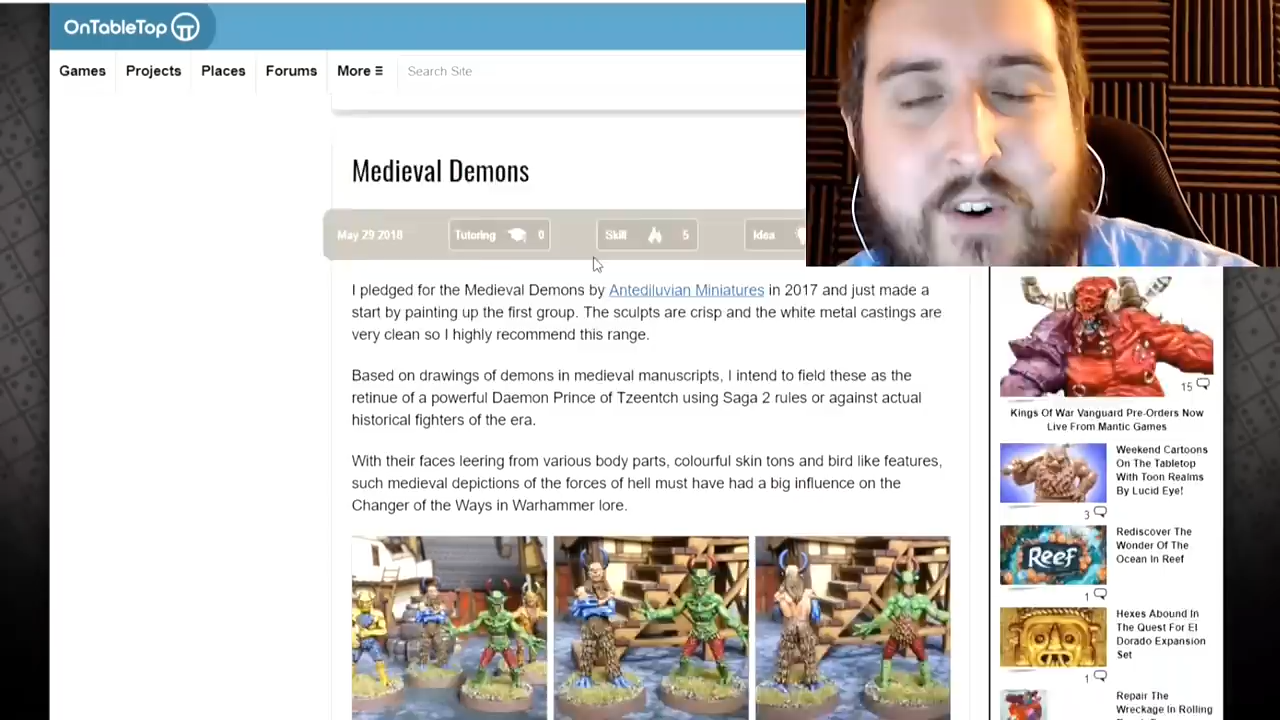 OnTableTop
Games Projects Places Forums More Search Site
Medieval Demons
May 29 2018 Tutoring 0 Skill 5 Idea
I pledged for the Medieval Demons by Antediluvian Miniatures in 2017 and just made a
start by painting up the first group. The sculpts are crisp and the white metal castings are
very clean so I highly recommend this range.
Based on drawings of demons in medieval manuscripts, I intend to field these as the
retinue of a powerful Daemon Prince of Tzeentch using Saga 2 rules or against actual
historical fighters of the era.
With their faces leering from various body parts, colourful skin tons and bird like features,
such medieval depictions of the forces of hell must have had a big influence on the
Changer of the Ways in Warhammer lore.
15
Kings Of War Vanguard Pre-Orders Now
Live From Mantic Games
Weekend Cartoons
On The Tabletop
With Toon Realms
By Lucid Eye!
3
Reef
Rediscover The
Wonder Of The
Ocean In Reef
1
Hexes Abound In
The Quest For El
Dorado Expansion
Set
1
Repair The
Wreckage In Rolling